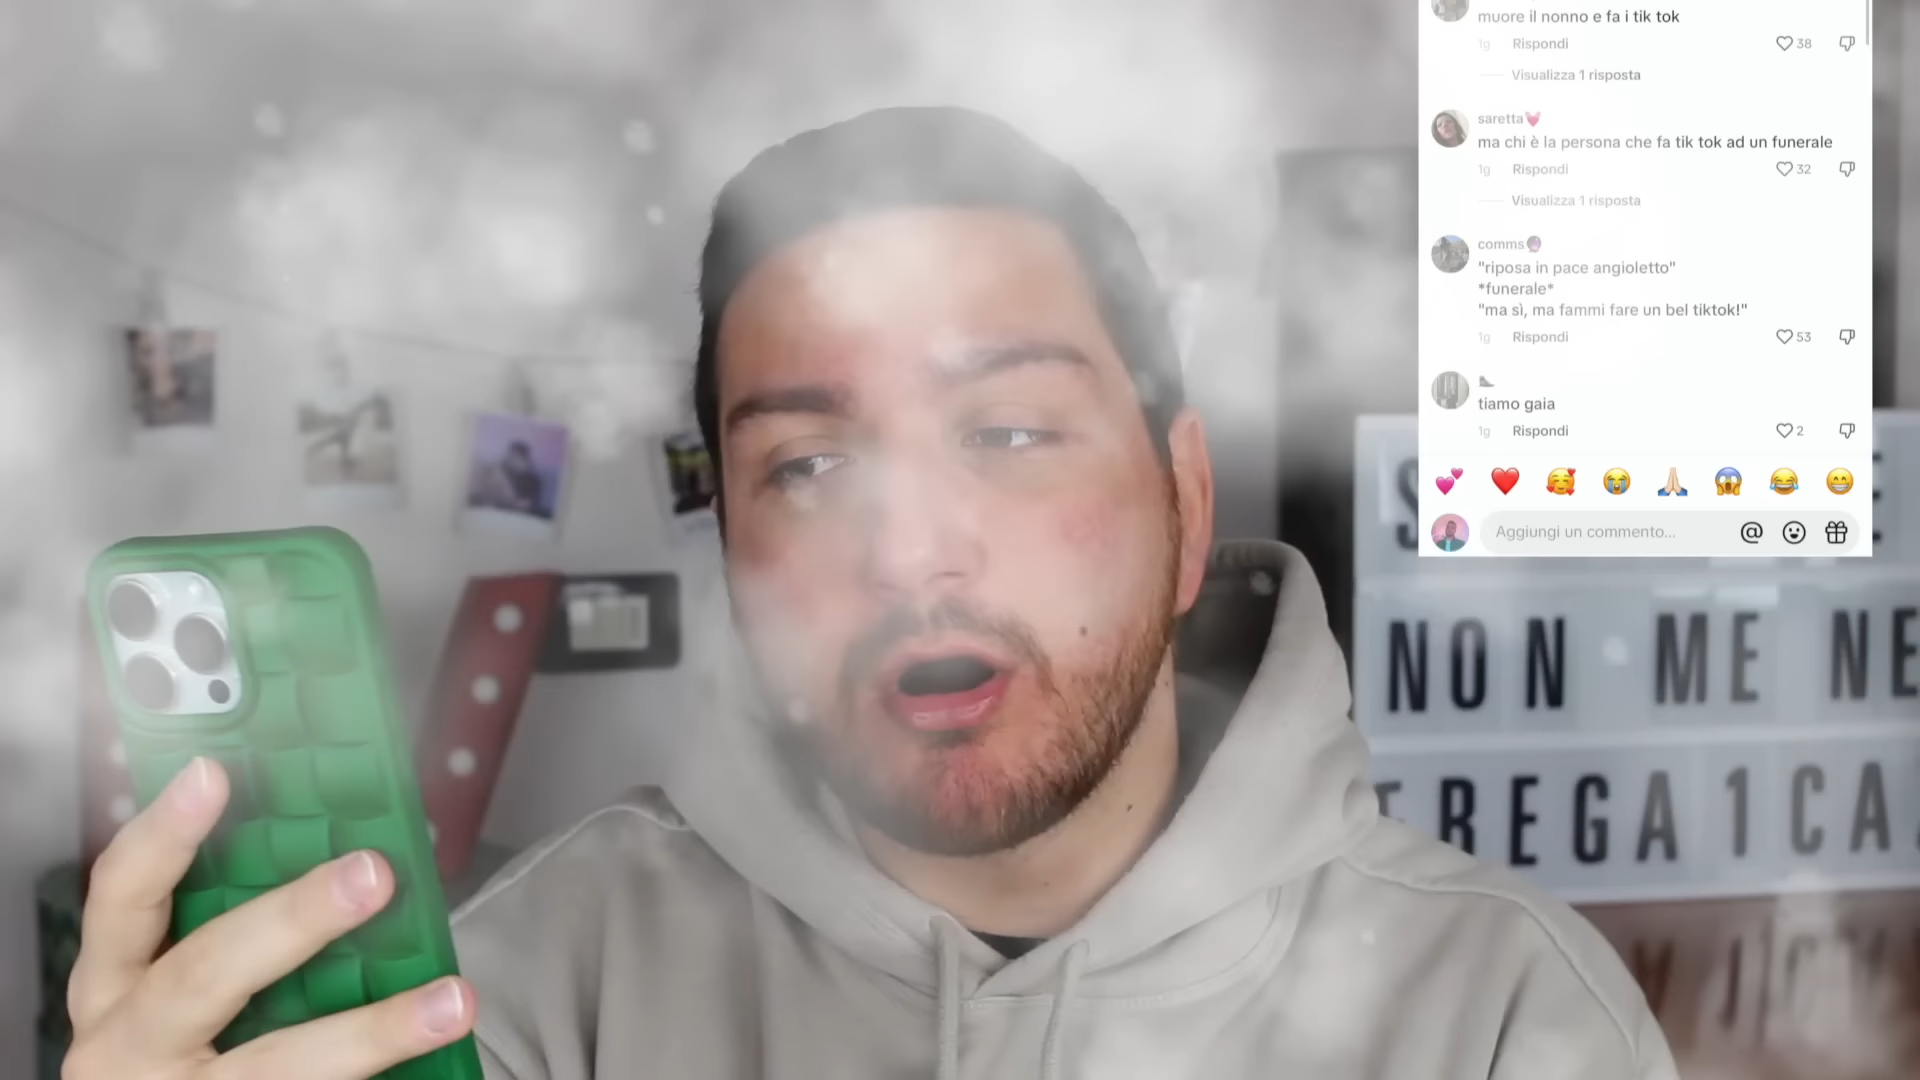 muore il nonno e fa i tik tok
1g Rispondi 38
Visualizza 1 risposta
saretta💓
ma chi è la persona che fa tik tok ad un funerale
1g Rispondi 32
Visualizza 1 risposta
comms🔮
"riposa in pace angioletto"
*funerale*
"ma sì, ma fammi fare un bel tiktok!"
1g Rispondi 53
tiamo gaia
1g Rispondi 2
Aggiungi un commento...
NON ME NE
FREGA 1 CA